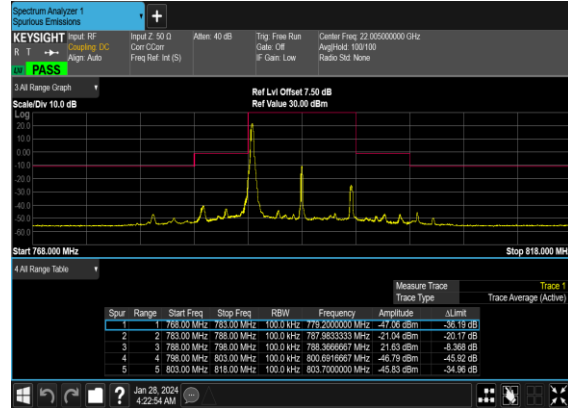 Spectrum Analyzer 1
Spurious Emissions
KEYSIGHT Input: RF Input Z: 50 Ω Atten: 40 dB Trig: Free Run Center Freq: 22.005000000 GHz
R T Coupling: DC Corr CCorr Gate: Off Avg|Hold: 100/100
Align: Auto Freq Ref: Int (S) IF Gain: Low Radio Std: None
PASS
3 All Range Graph Ref Lvl Offset 7.50 dB
Scale/Div 10.0 dB Ref Value 30.00 dBm
Log
20.0
10.0
0.00
-10.0
-20.0
-30.0
-40.0
-50.0
-60.0
Start 768.000 MHz Stop 818.000 MHz
4 All Range Table
Measure Trace Trace 1
Trace Type Trace Average (Active)
Spur Range Start Freq Stop Freq RBW Frequency Amplitude ΔLimit
1 1 768.00 MHz 783.00 MHz 100.0 kHz 779.2000000 MHz -47.06 dBm -36.19 dB
2 2 783.00 MHz 788.00 MHz 100.0 kHz 787.9833333 MHz -21.04 dBm -20.17 dB
3 3 788.00 MHz 798.00 MHz 100.0 kHz 788.3666667 MHz 21.63 dBm -8.368 dB
4 4 798.00 MHz 803.00 MHz 100.0 kHz 800.6916667 MHz -46.79 dBm -45.92 dB
5 5 803.00 MHz 818.00 MHz 100.0 kHz 803.7000000 MHz -45.83 dBm -34.96 dB
Jan 28, 2024
4:22:54 AM